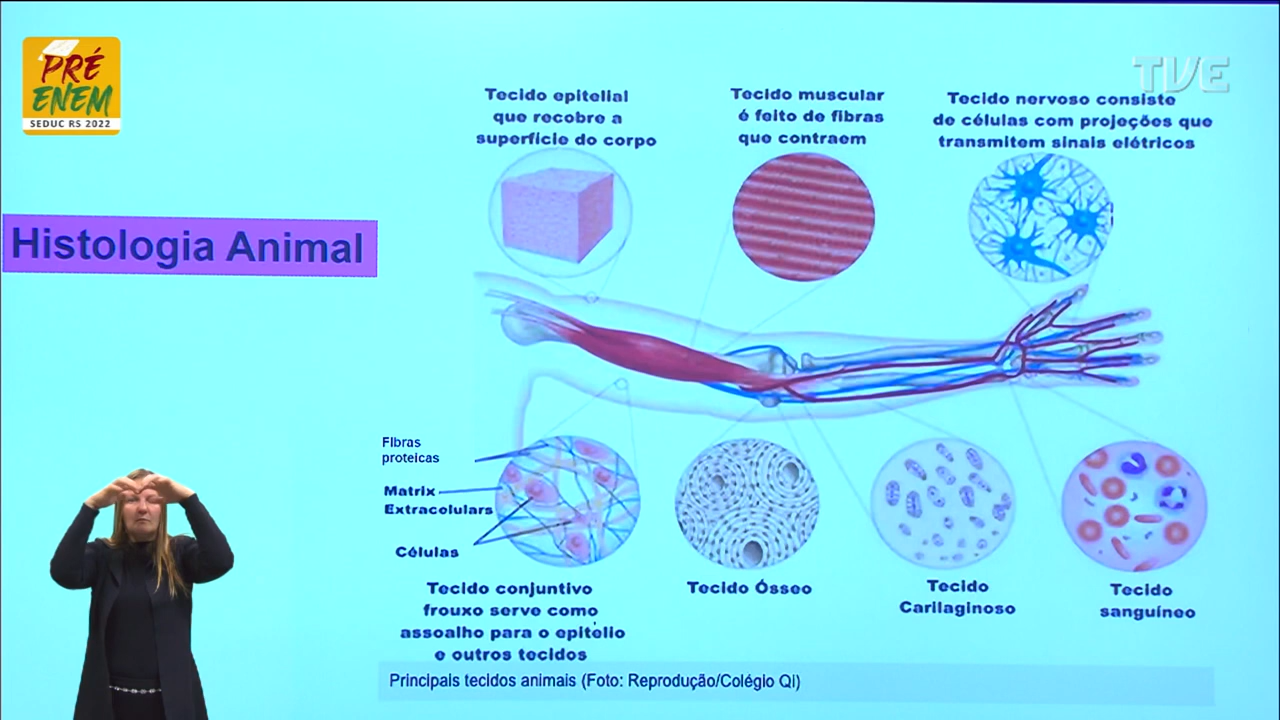 PRÉ
ENEM
SEDUC RS 2022
TVE
Histologia Animal
Tecido epitelial
que recobre a
superfície do corpo
Tecido muscular
é feito de fibras
que contraem
Tecido nervoso consiste
de células com projeções que
transmitem sinais elétricos
Fibras
proteicas
Matrix
Extracelulars
Células
Tecido conjuntivo
frouxo serve como
assoalho para o epitelio
e outros tecidos
Tecido Ósseo
Tecido
Carilaginoso
Tecido
sanguíneo
Principais tecidos animais (Foto: Reprodução/Colégio Qi)